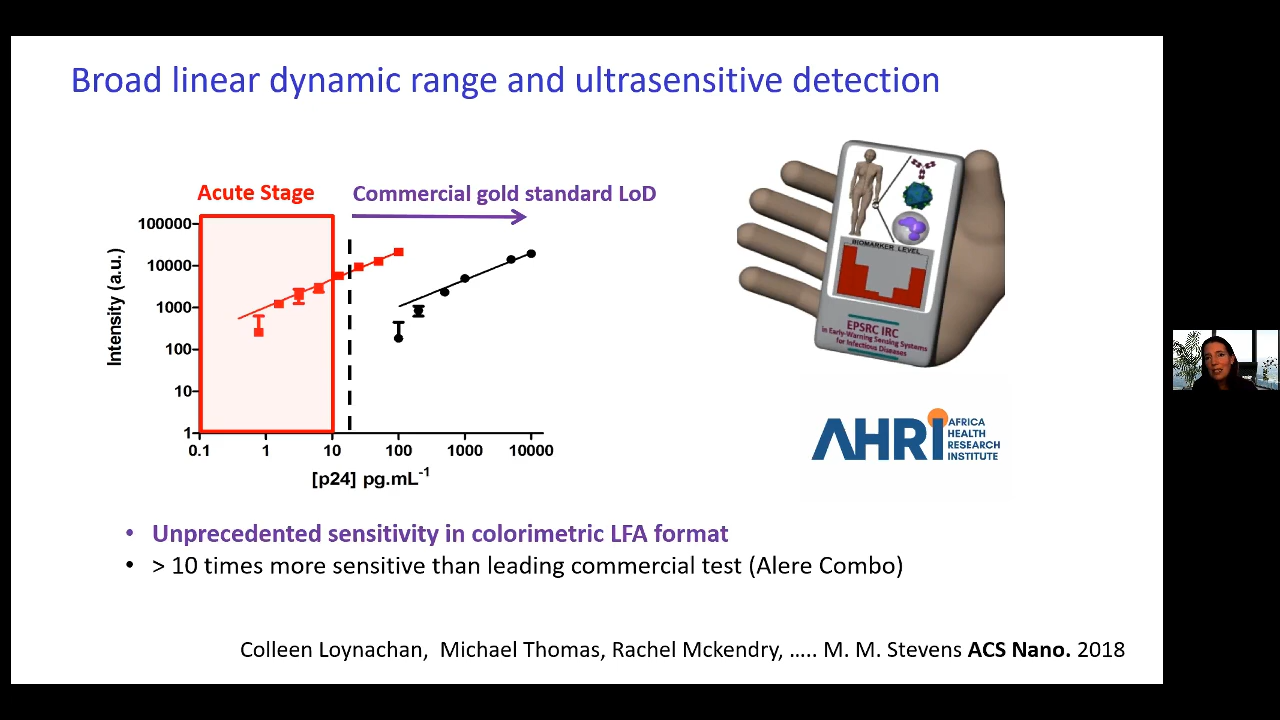 Broad linear dynamic range and ultrasensitive detection
Acute Stage
Commercial gold standard LoD
100000
10000
1000
100
10
1
Intensity (a.u.)
0.1 1 10 100 1000 10000
[p24] pg.mL-1
BIOMARKER LEVEL
EPSRC IRC
in Early-Warning Sensing Systems
for Infectious Diseases
AHRI
AFRICA
HEALTH
RESEARCH
INSTITUTE
• Unprecedented sensitivity in colorimetric LFA format
• > 10 times more sensitive than leading commercial test (Alere Combo)
Colleen Loynachan, Michael Thomas, Rachel Mckendry, ..... M. M. Stevens ACS Nano. 2018